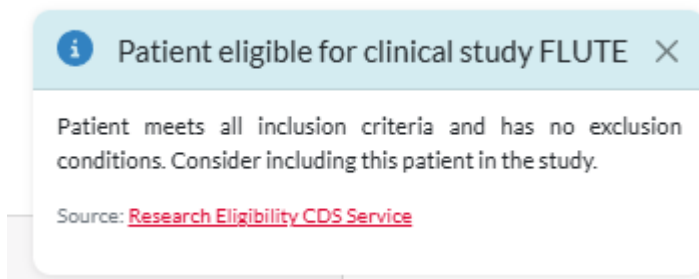 Patient eligible for clinical study FLUTE
Patient meets all inclusion criteria and has no exclusion
conditions. Consider including this patient in the study.
Source: Research Eligibility CDS Service